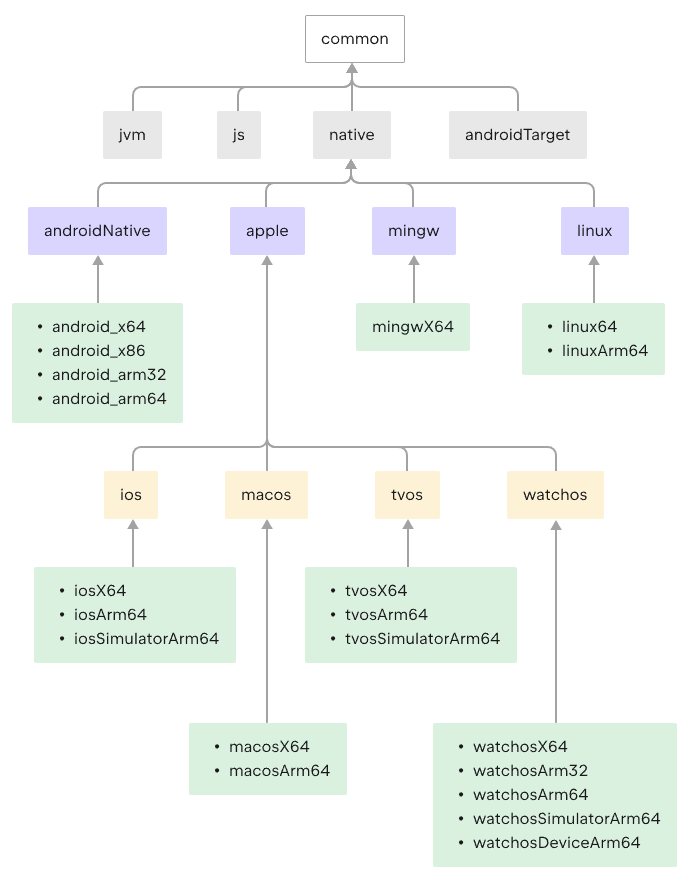 common
jvm
js
native
androidTarget
androidNative
apple
mingw
linux
• android_x64
• android_x86
• android_arm32
• android_arm64
mingwX64
• linux64
• linuxArm64
ios
macos
tvos
watchos
• iosX64
• iosArm64
• iosSimulatorArm64
• tvosX64
• tvosArm64
• tvosSimulatorArm64
• macosX64
• macosArm64
• watchosX64
• watchosArm32
• watchosArm64
• watchosSimulatorArm64
• watchosDeviceArm64